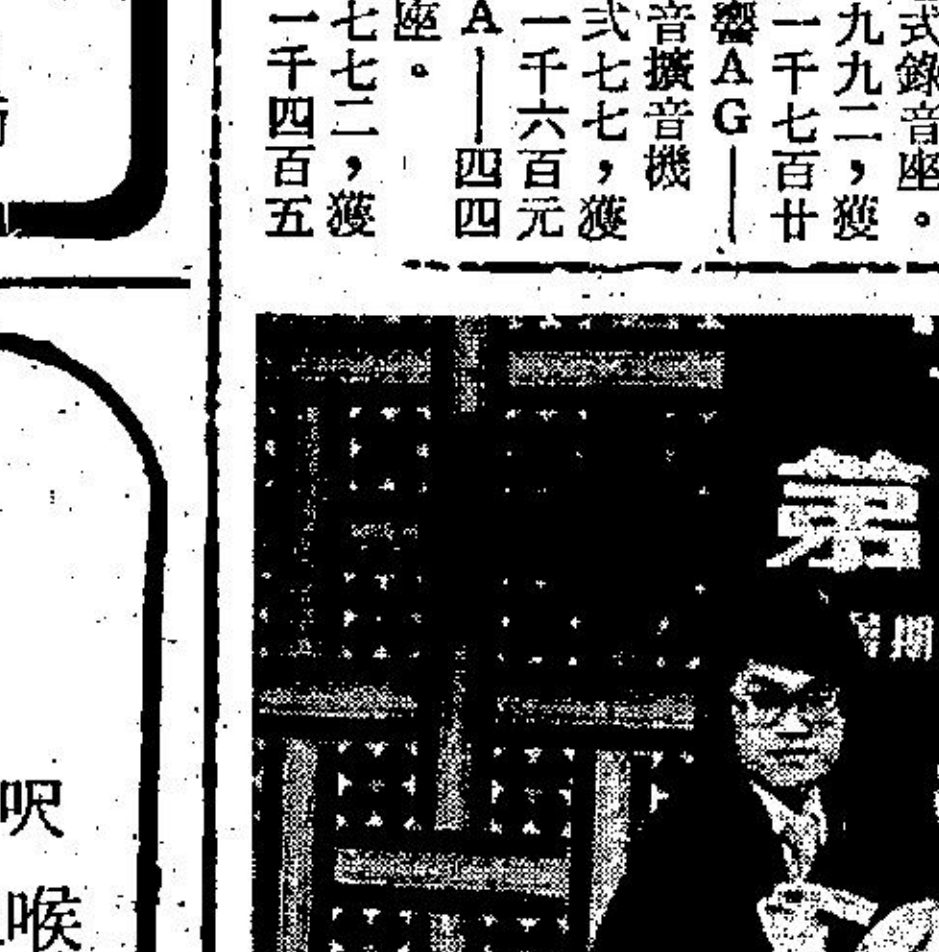 式錄音座。
九九二，獲
一千七百廿
響AG—
音擴音機
式七七，獲
一千六百元
A—四四
座。
七七二，獲
一千四百五
弟
期
呎
喉